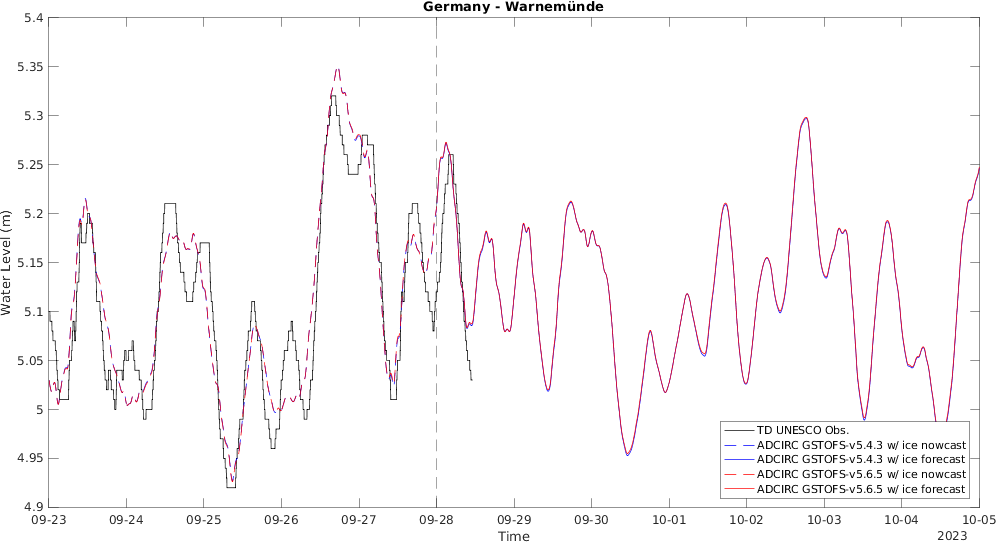 Germany - Warnemünde
5.4
5.35
5.3
5.25
5.2
5.15
5.1
5.05
5
4.95
4.9
Water Level (m)
TD UNESCO Obs.
ADCIRC GSTOFS-v5.4.3 w/ ice nowcast
ADCIRC GSTOFS-v5.4.3 w/ ice forecast
ADCIRC GSTOFS-v5.6.5 w/ ice nowcast
ADCIRC GSTOFS-v5.6.5 w/ ice forecast
09-23 09-24 09-25 09-26 09-27 09-28 09-29 09-30 10-01 10-02 10-03 10-04 10-05
Time
2023